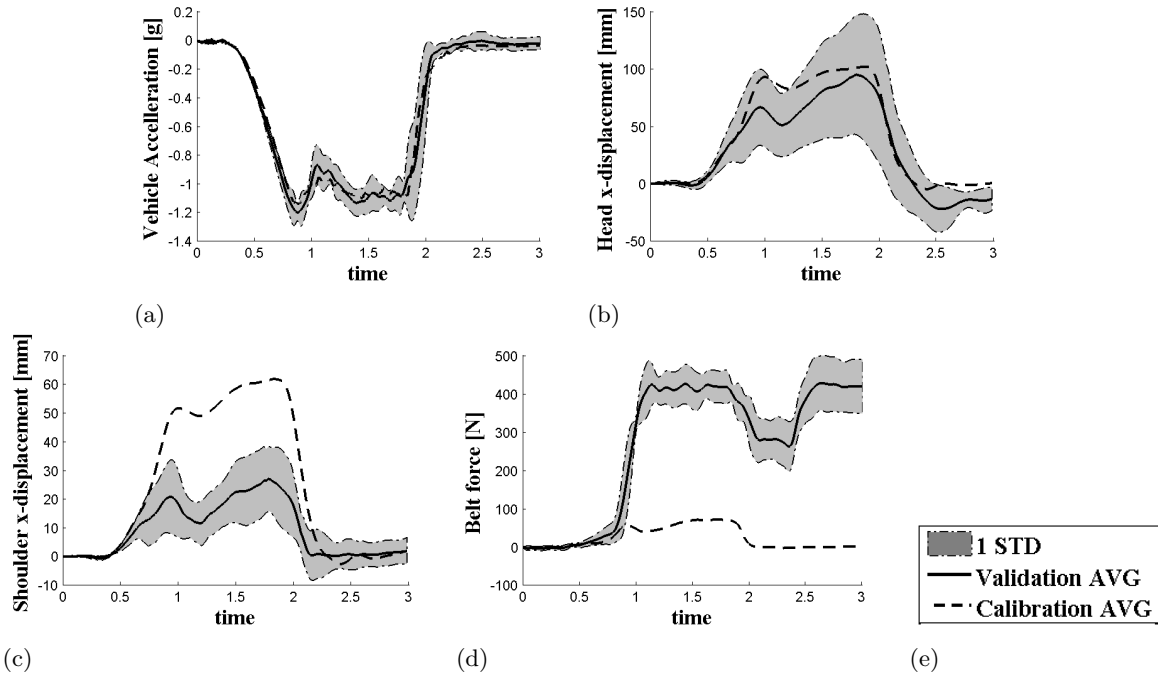 Vehicle Accelleration [g]
0.2
0
-0.2
-0.4
-0.6
-0.8
-1.0
-1.2
-1.4
0 0.5 1 1.5 2 2.5 3
time
(a)
Head x-displacement [mm]
150
100
50
0
-50
0 0.5 1 1.5 2 2.5 3
time
(b)
Shoulder x-displacement [mm]
70
60
50
40
30
20
10
0
-10
0 0.5 1 1.5 2 2.5 3
time
(c)
Belt force [N]
500
400
300
200
100
0
-100
0 0.5 1 1.5 2 2.5 3
time
(d)
1 STD
Validation AVG
Calibration AVG
(e)